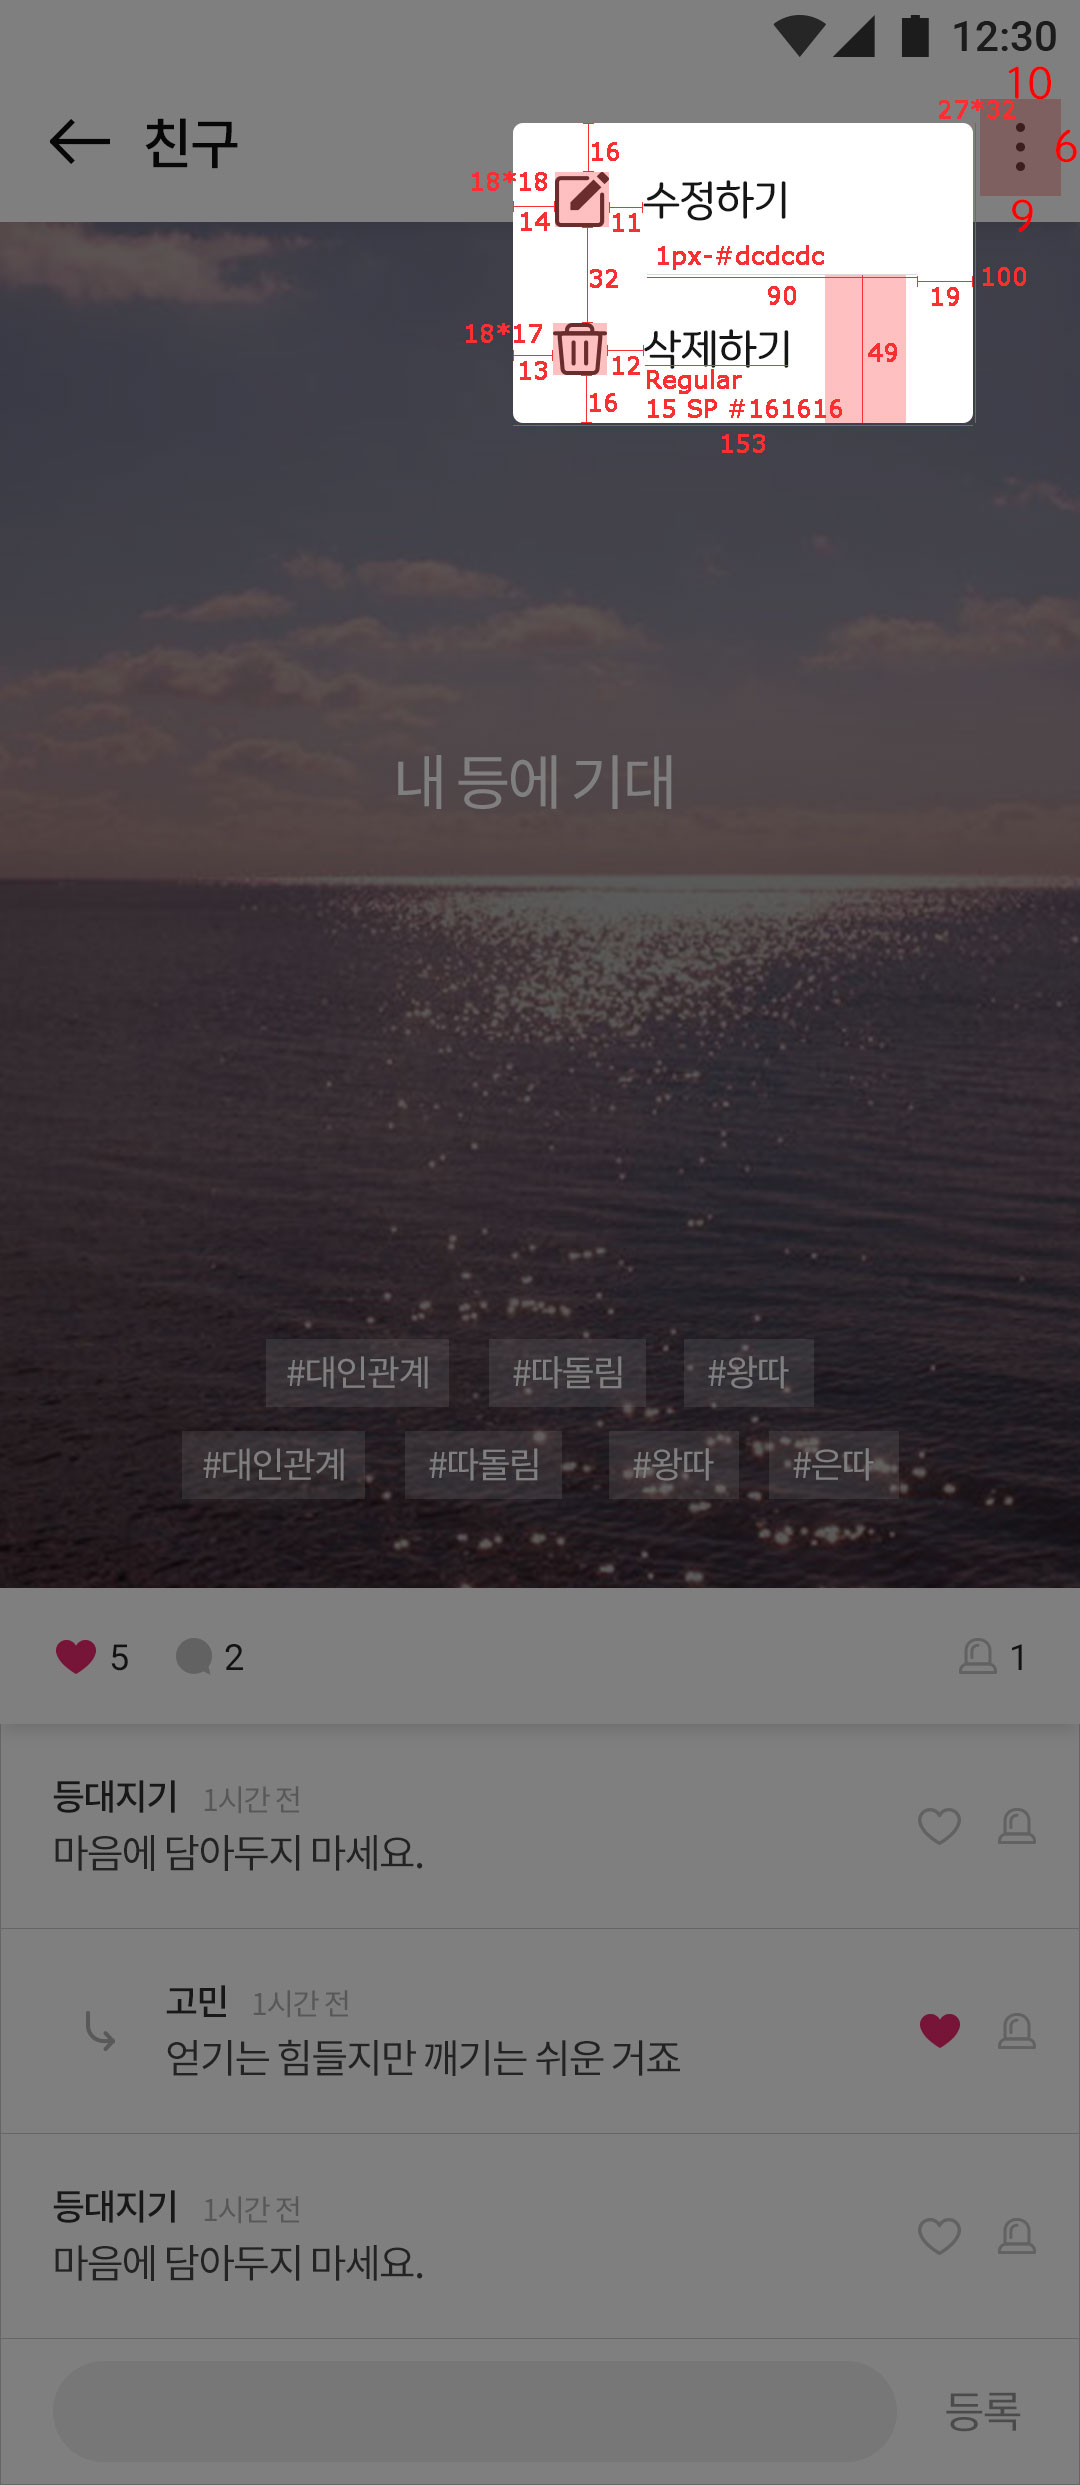 12:30
10
27*32
친구
6
16
18*18
수정하기
14
11
9
1px-#dcdcdc
32
90
19
100
18*17
삭제하기
49
13
12
Regular
16
15 SP #161616
153
내 등에 기대
#대인관계 #따돌림 #왕따
#대인관계 #따돌림 #왕따 #은따
5 2 1
등대지기 1시간 전
마음에 담아두지 마세요.
고민 1시간 전
얻기는 힘들지만 깨기는 쉬운 거죠
등대지기 1시간 전
마음에 담아두지 마세요.
등록